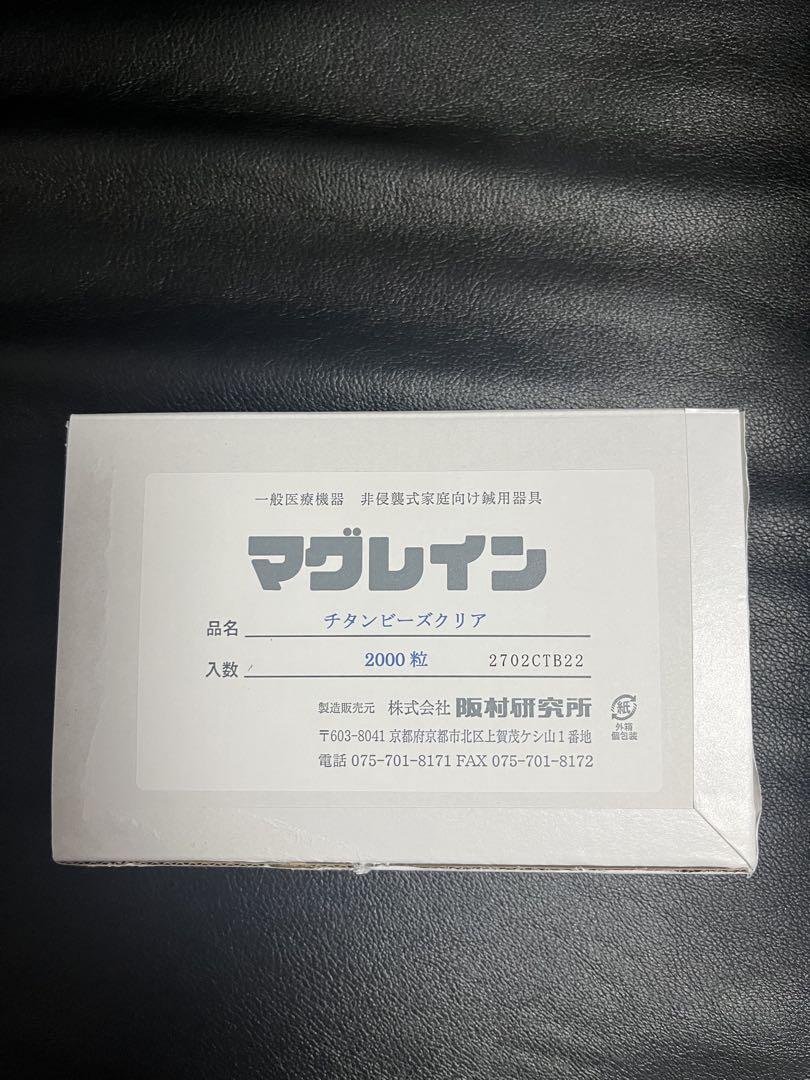 一般医療機器 非侵襲式家庭向け鍼用器具
マグレイン
品名 チタンビーズクリア
入数 2000粒 2702CTB22
製造販売元 株式会社 阪村研究所
〒603-8041 京都府京都市北区上賀茂ケシ山1番地
電話 075-701-8171 FAX 075-701-8172
紙
外箱
個包装